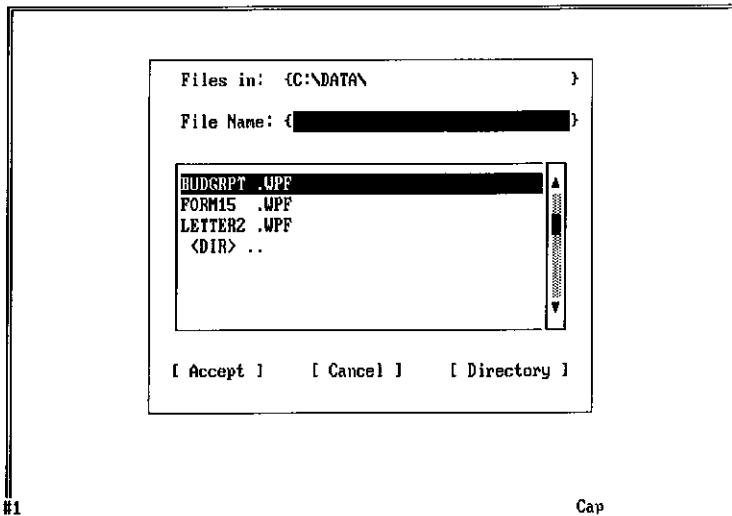 Files in: {C:\DATA\ }
File Name: { }
BUDGRPT .WPF
FORM15 .WPF
LETTER2 .WPF
<DIR> ..
[ Accept ] [ Cancel ] [ Directory ]
#1 Cap